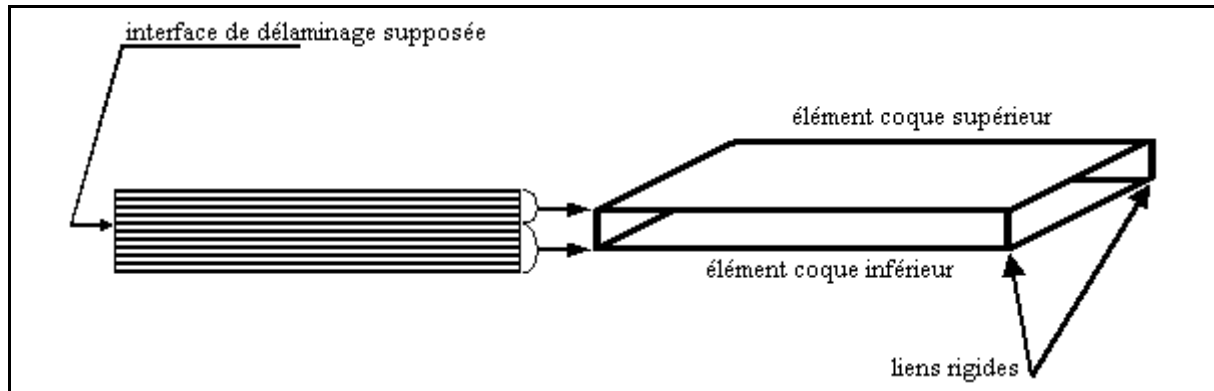 interface de délaminage supposée
élément coque supérieur
élément coque inférieur
liens rigides